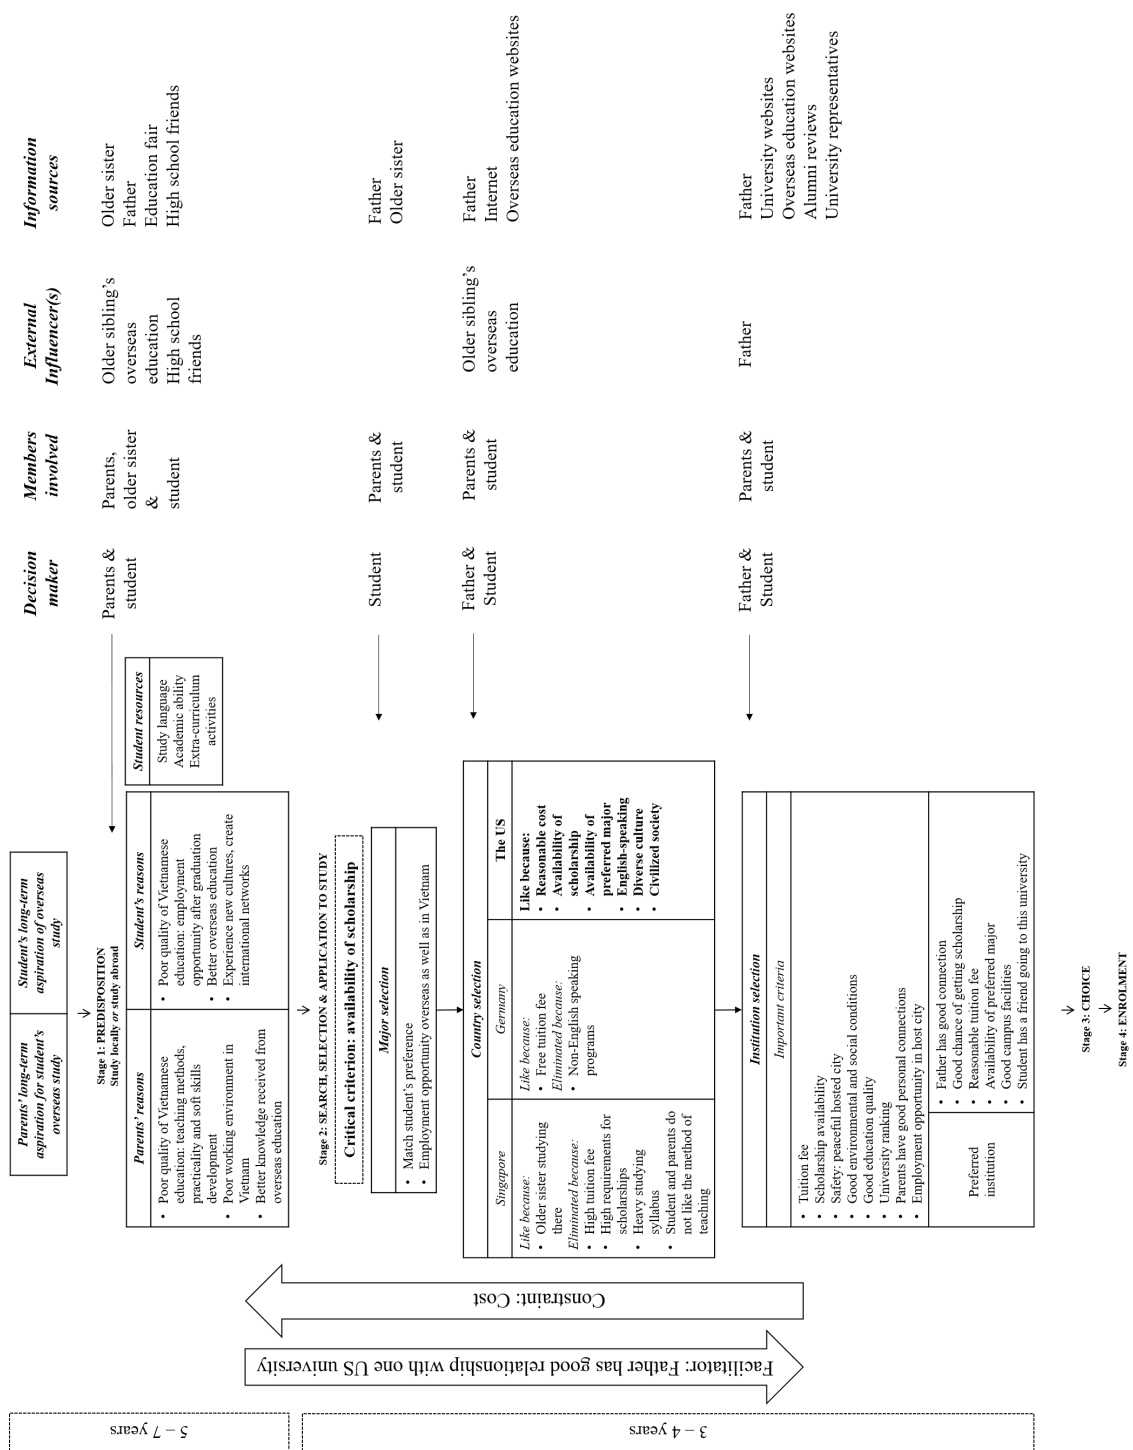 Decision
maker
Members
involved
External
Influencer(s)
Information
sources
Parents' long-term
aspiration for student's
overseas study
Student's long-term
aspiration of overseas
study
Stage 1: PREDISPOSITION
Study locally or study abroad
Parents' reasons
Student's reasons
• Poor quality of Vietnamese
education: teaching methods,
practicality and soft skills
development
• Poor working environment in
Vietnam
• Better knowledge received from
overseas education
• Poor quality of Vietnamese
education: employment
opportunity after graduation
• Better overseas education
• Experience new cultures, create
international networks
Student resources
Study language
Academic ability
Extra-curriculum
activities
Parents &
student
Parents,
older sister
&
student
Older sibling's
overseas
education
High school
friends
Older sister
Father
Education fair
High school friends
Stage 2: SEARCH, SELECTION & APPLICATION TO STUDY
Critical criterion: availability of scholarship
Major selection
• Match student's preference
• Employment opportunity overseas as well as in Vietnam
Student
Parents &
student
Father
Older sister
Country selection
Singapore
Germany
The US
Like because:
• Older sister studying
there
Eliminated because:
• High tuition fee
• High requirements for
scholarships
• Heavy studying
syllabus
• Student and parents do
not like the method of
teaching
Like because:
• Free tuition fee
Eliminated because:
• Non-English speaking
programs
Like because:
• Reasonable cost
• Availability of
scholarship
• Availability of
preferred major
• English-speaking
• Diverse culture
• Civilized society
Father &
Student
Parents &
student
Older sibling's
overseas
education
Father
Internet
Overseas education websites
Institution selection
Important criteria
• Tuition fee
• Scholarship availability
• Safety: peaceful hosted city
• Good environmental and social conditions
• Good education quality
• University ranking
• Parents have good personal connections
• Employment opportunity in host city
Preferred
institution
• Father has good connection
• Good chance of getting scholarship
• Reasonable tuition fee
• Availability of preferred major
• Good campus facilities
• Student has a friend going to this university
Father &
Student
Parents &
student
Father
Father
University websites
Overseas education websites
Alumni reviews
University representatives
Stage 3: CHOICE
Stage 4: ENROLMENT
Constraint: Cost
Facilitator: Father has good relationship with one US university
5 – 7 years
3 – 4 years